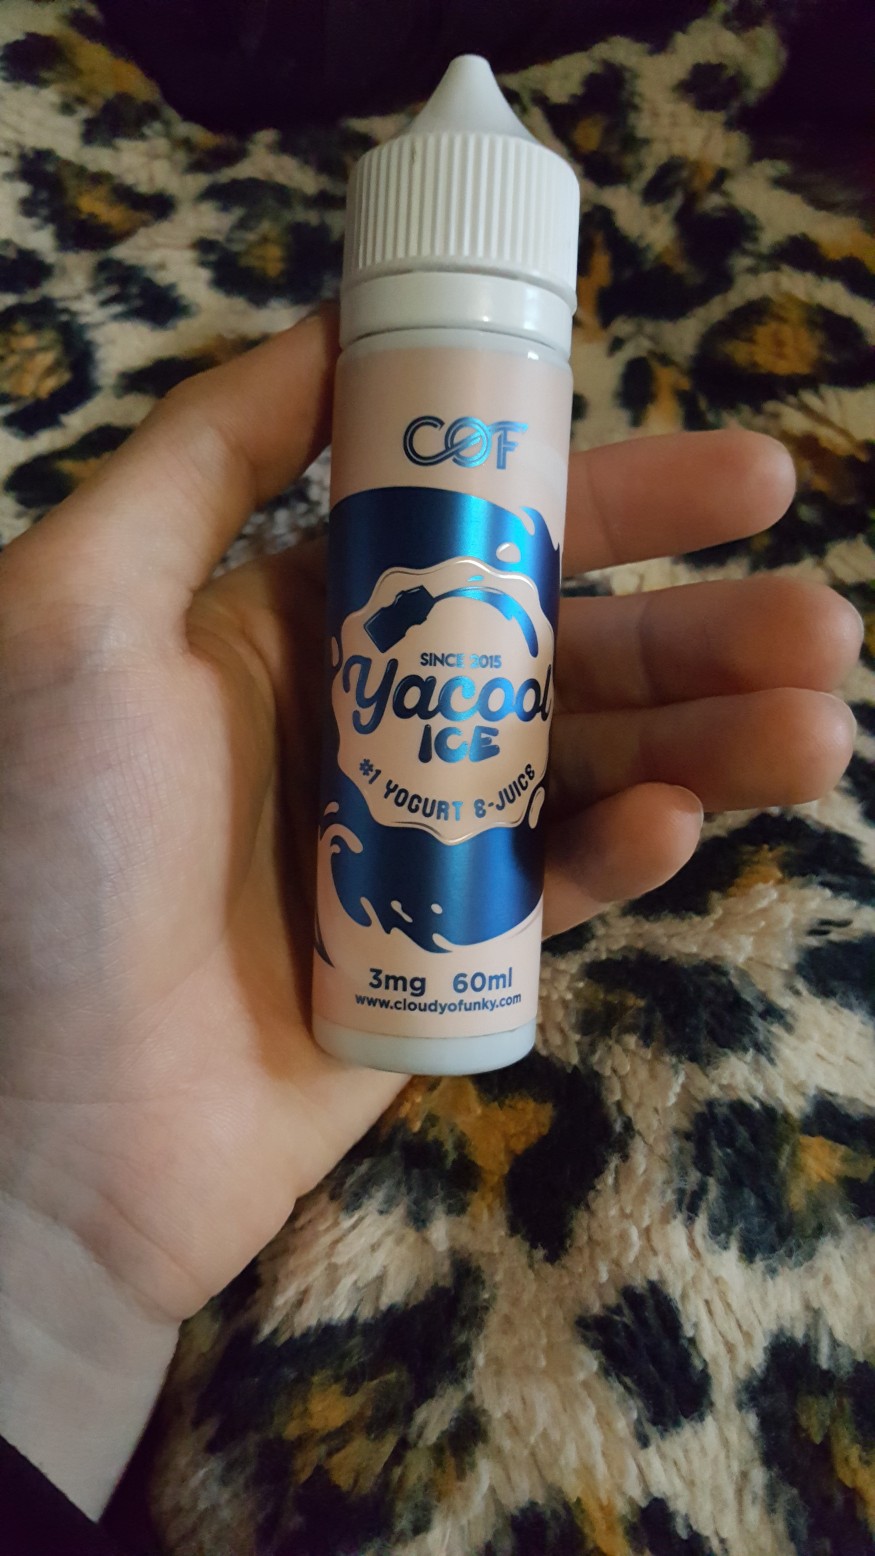 COF
SINCE 2015
Yacool
ICE
#1 YOGURT E-JUICE
3mg 60ml
www.cloudyofunky.com